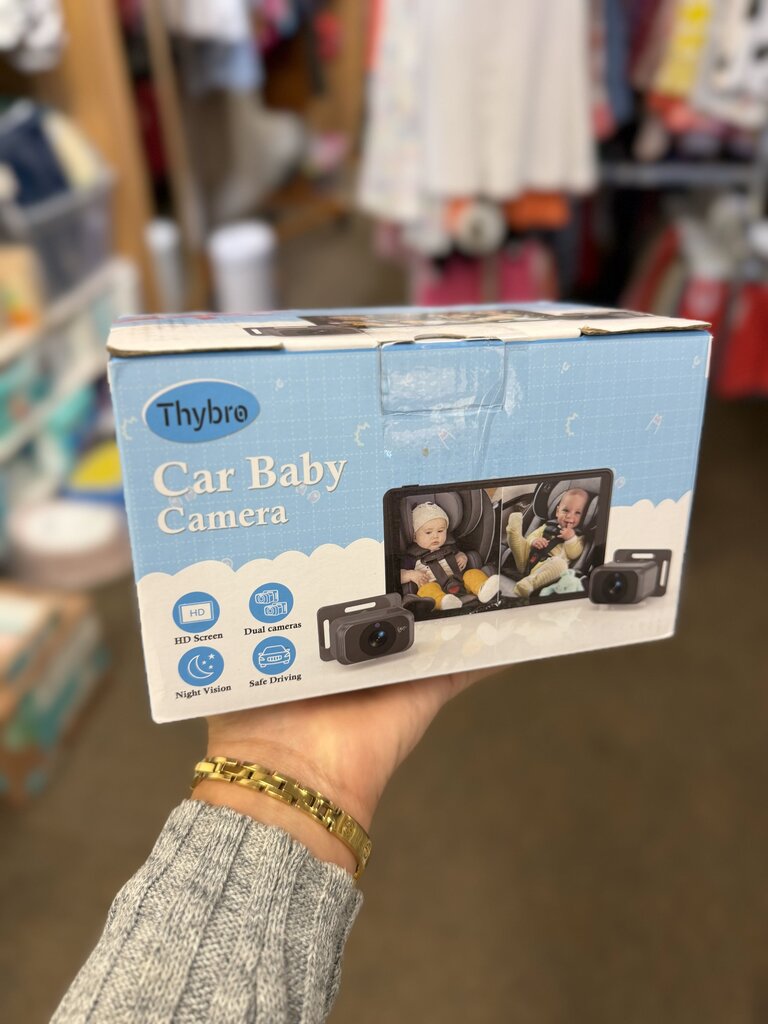 Thybro
Car Baby
Camera
HD
HD Screen
Dual cameras
Night Vision
Safe Driving